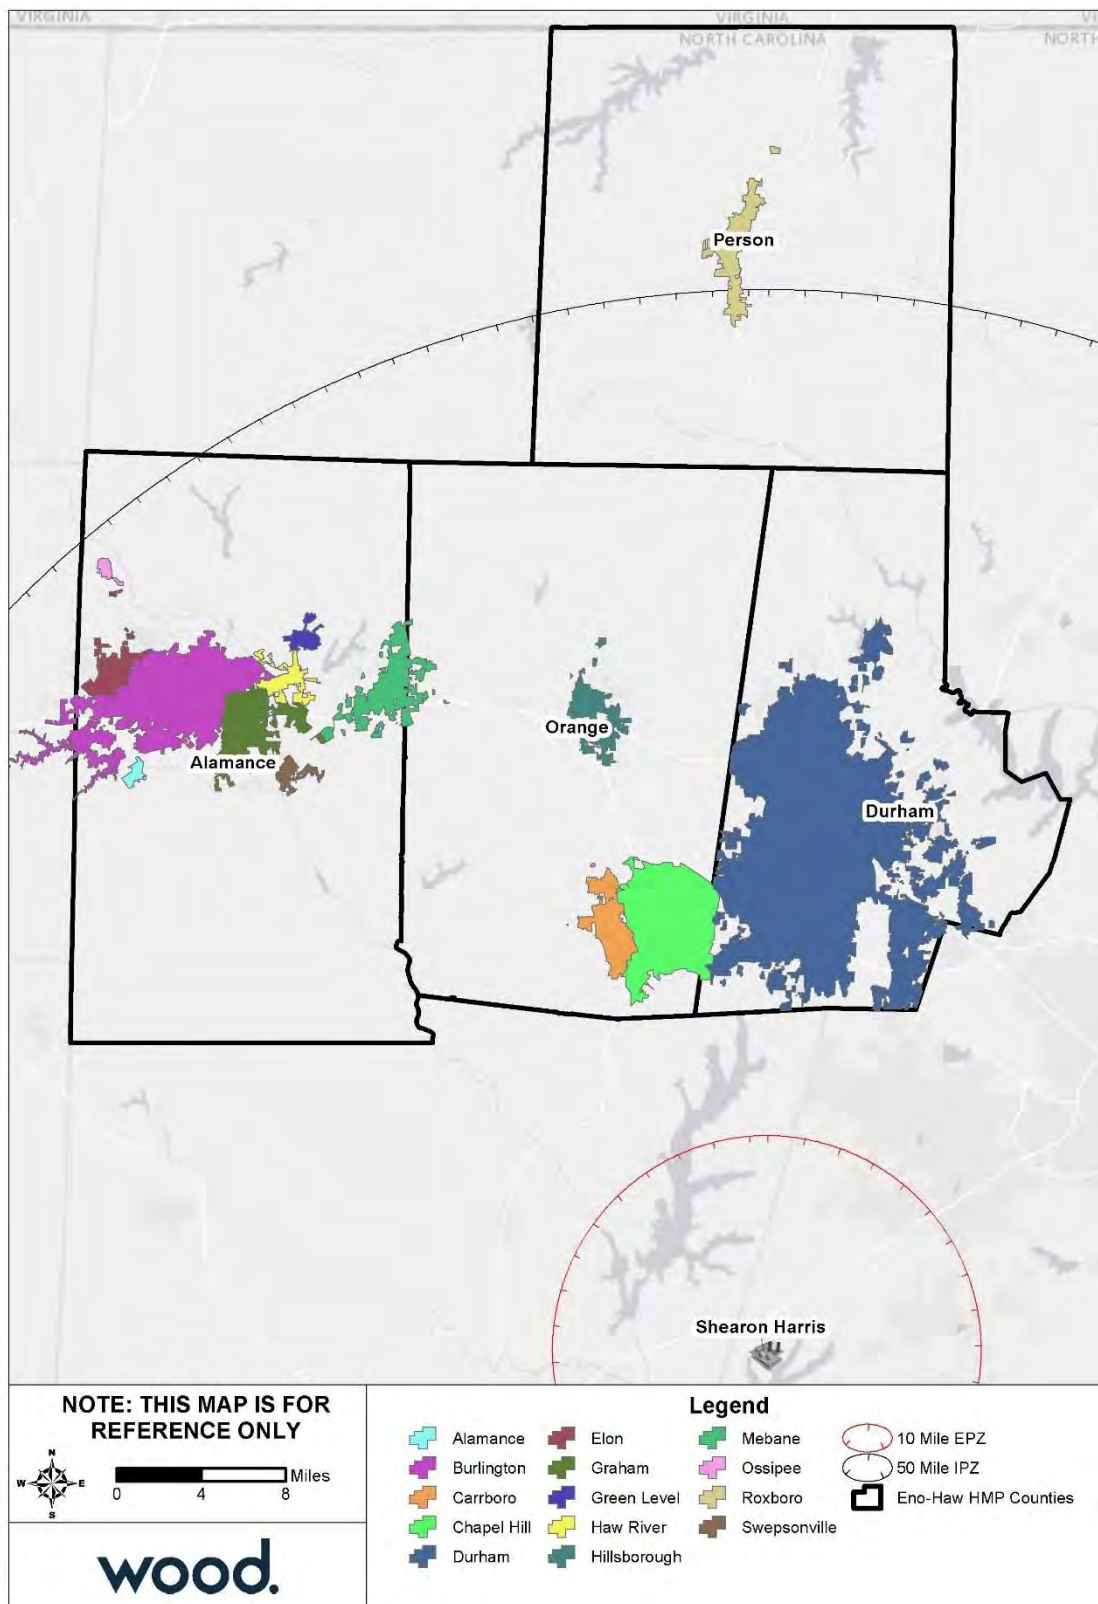 VIRGINIA
VIRGINIA
VI
NORTH CAROLINA
NORTH
Person
Orange
Alamance
Durham
Shearon Harris
NOTE: THIS MAP IS FOR
REFERENCE ONLY
N
W
E
S
Miles
0
4
8
wood.
Legend
Alamance
Burlington
Carrboro
Chapel Hill
Durham
Elon
Graham
Green Level
Haw River
Hillsborough
Mebane
Ossipee
Roxboro
Swepsonville
10 Mile EPZ
50 Mile IPZ
Eno-Haw HMP Counties